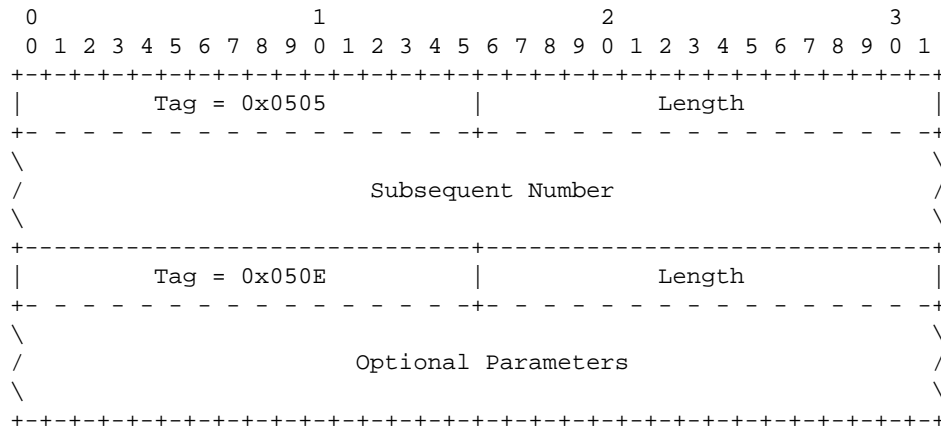 0                   1                   2                   3
0 1 2 3 4 5 6 7 8 9 0 1 2 3 4 5 6 7 8 9 0 1 2 3 4 5 6 7 8 9 0 1
+-+-+-+-+-+-+-+-+-+-+-+-+-+-+-+-+-+-+-+-+-+-+-+-+-+-+-+-+-+-+-+-+
|         Tag = 0x0505          |            Length             |
+- - - - - - - - - - - - - - - -+- - - - - - - - - - - - - - - -+
\                                                               \
/                        Subsequent Number                      /
\                                                               \
+-------------------------------+-------------------------------+
|         Tag = 0x050E          |            Length             |
+- - - - - - - - - - - - - - - -+- - - - - - - - - - - - - - - -+
\                                                               \
/                       Optional Parameters                     /
\                                                               \
+-+-+-+-+-+-+-+-+-+-+-+-+-+-+-+-+-+-+-+-+-+-+-+-+-+-+-+-+-+-+-+-+